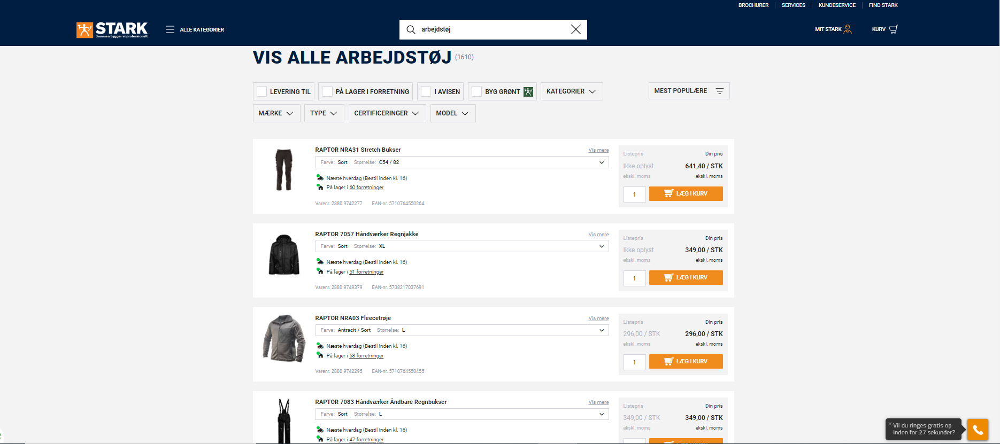 BROCHURER SERVICES KUNDESERVICE FIND STARK
STARK
Sammen bygger vi professionelt
ALLE KATEGORIER
arbejdstøj
MIT STARK
KURV
VIS ALLE ARBEJDSTØJ (1610)
LEVERING TIL PÅ LAGER I FORRETNING I AVISEN BYG GRØNT KATEGORIER
MEST POPULÆRE
MÆRKE TYPE CERTIFICERINGER MODEL
RAPTOR NRA31 Stretch Bukser
Vis mere
Farve: Sort Størrelse: C54 / 82
Næste hverdag (Bestil inden kl. 16)
På lager i 60 forretninger
Varenr. 2880 9742277 EAN-nr. 5710764550264
Listepris Din pris
Ikke oplyst 641,40 / STK
ekskl. moms ekskl. moms
1 LÆG I KURV
RAPTOR 7057 Håndværker Regnjakke
Vis mere
Farve: Sort Størrelse: XL
Næste hverdag (Bestil inden kl. 16)
På lager i 51 forretninger
Varenr. 2880 9749379 EAN-nr. 5708217037691
Listepris Din pris
Ikke oplyst 349,00 / STK
ekskl. moms ekskl. moms
1 LÆG I KURV
RAPTOR NRA03 Fleecetrøje
Vis mere
Farve: Antracit / Sort Størrelse: L
Næste hverdag (Bestil inden kl. 16)
På lager i 58 forretninger
Varenr. 2880 9742295 EAN-nr. 5710764550455
Listepris Din pris
296,00 / STK 296,00 / STK
ekskl. moms ekskl. moms
1 LÆG I KURV
RAPTOR 7083 Håndværker Åndbare Regnbukser
Vis mere
Farve: Sort Størrelse: L
Næste hverdag (Bestil inden kl. 16)
På lager i 47 forretninger
Listepris Din pris
349,00 / STK 349,00 / STK
ekskl. moms ekskl. moms
Vil du ringes gratis op
inden for 27 sekunder?